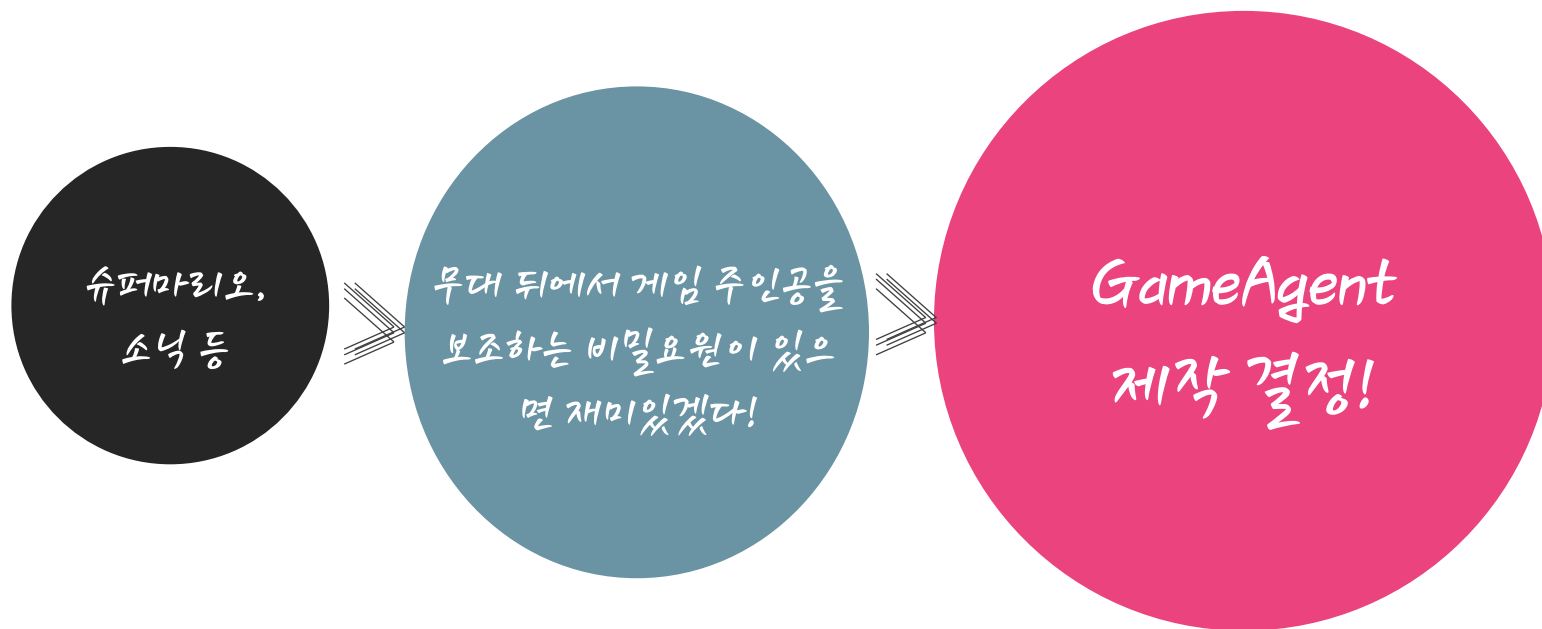 슈퍼마리오,
소닉 등
무대 뒤에서 게임 주인공을
보조하는 비밀요원이 있으
면 재미있겠다!
GameAgent
제작 결정!